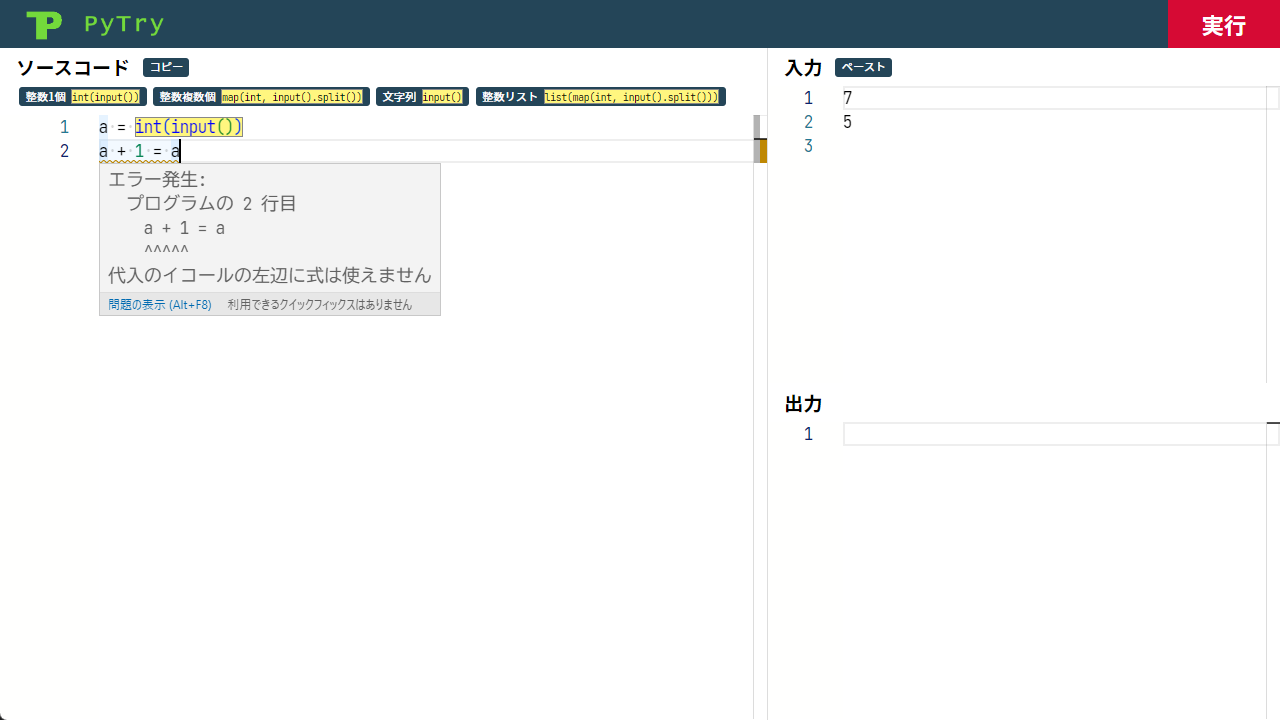 PyTry
実行
ソースコード コピー
整数1個 int(input()) 整数複数個 map(int, input().split()) 文字列 input() 整数リスト list(map(int, input().split()))
1 a = int(input())
2 a + 1 = a
エラー発生:
プログラムの 2 行目
a + 1 = a
^^^^^
代入のイコールの左辺に式は使えません
問題の表示 (Alt+F8) 利用できるクイックフィックスはありません
入力 ペースト
1 7
2 5
3
出力
1